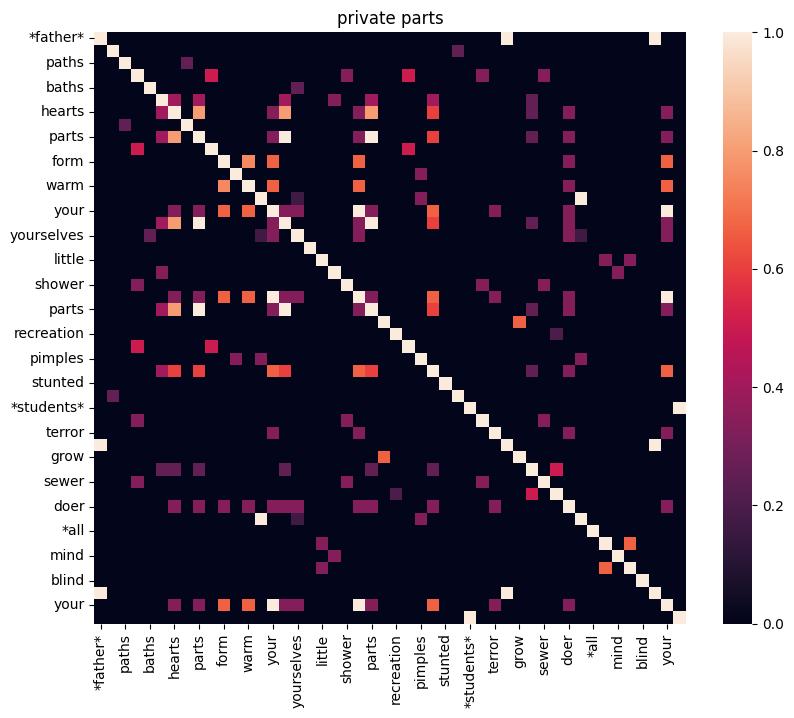 private parts
*father*
paths
baths
hearts
parts
form
warm
your
yourselves
little
shower
parts
recreation
pimples
stunted
*students*
terror
grow
sewer
doer
*all
mind
blind
your
1.0
0.8
0.6
0.4
0.2
0.0
*father*
paths
baths
hearts
parts
form
warm
your
yourselves
little
shower
parts
recreation
pimples
stunted
*students*
terror
grow
sewer
doer
*all
mind
blind
your